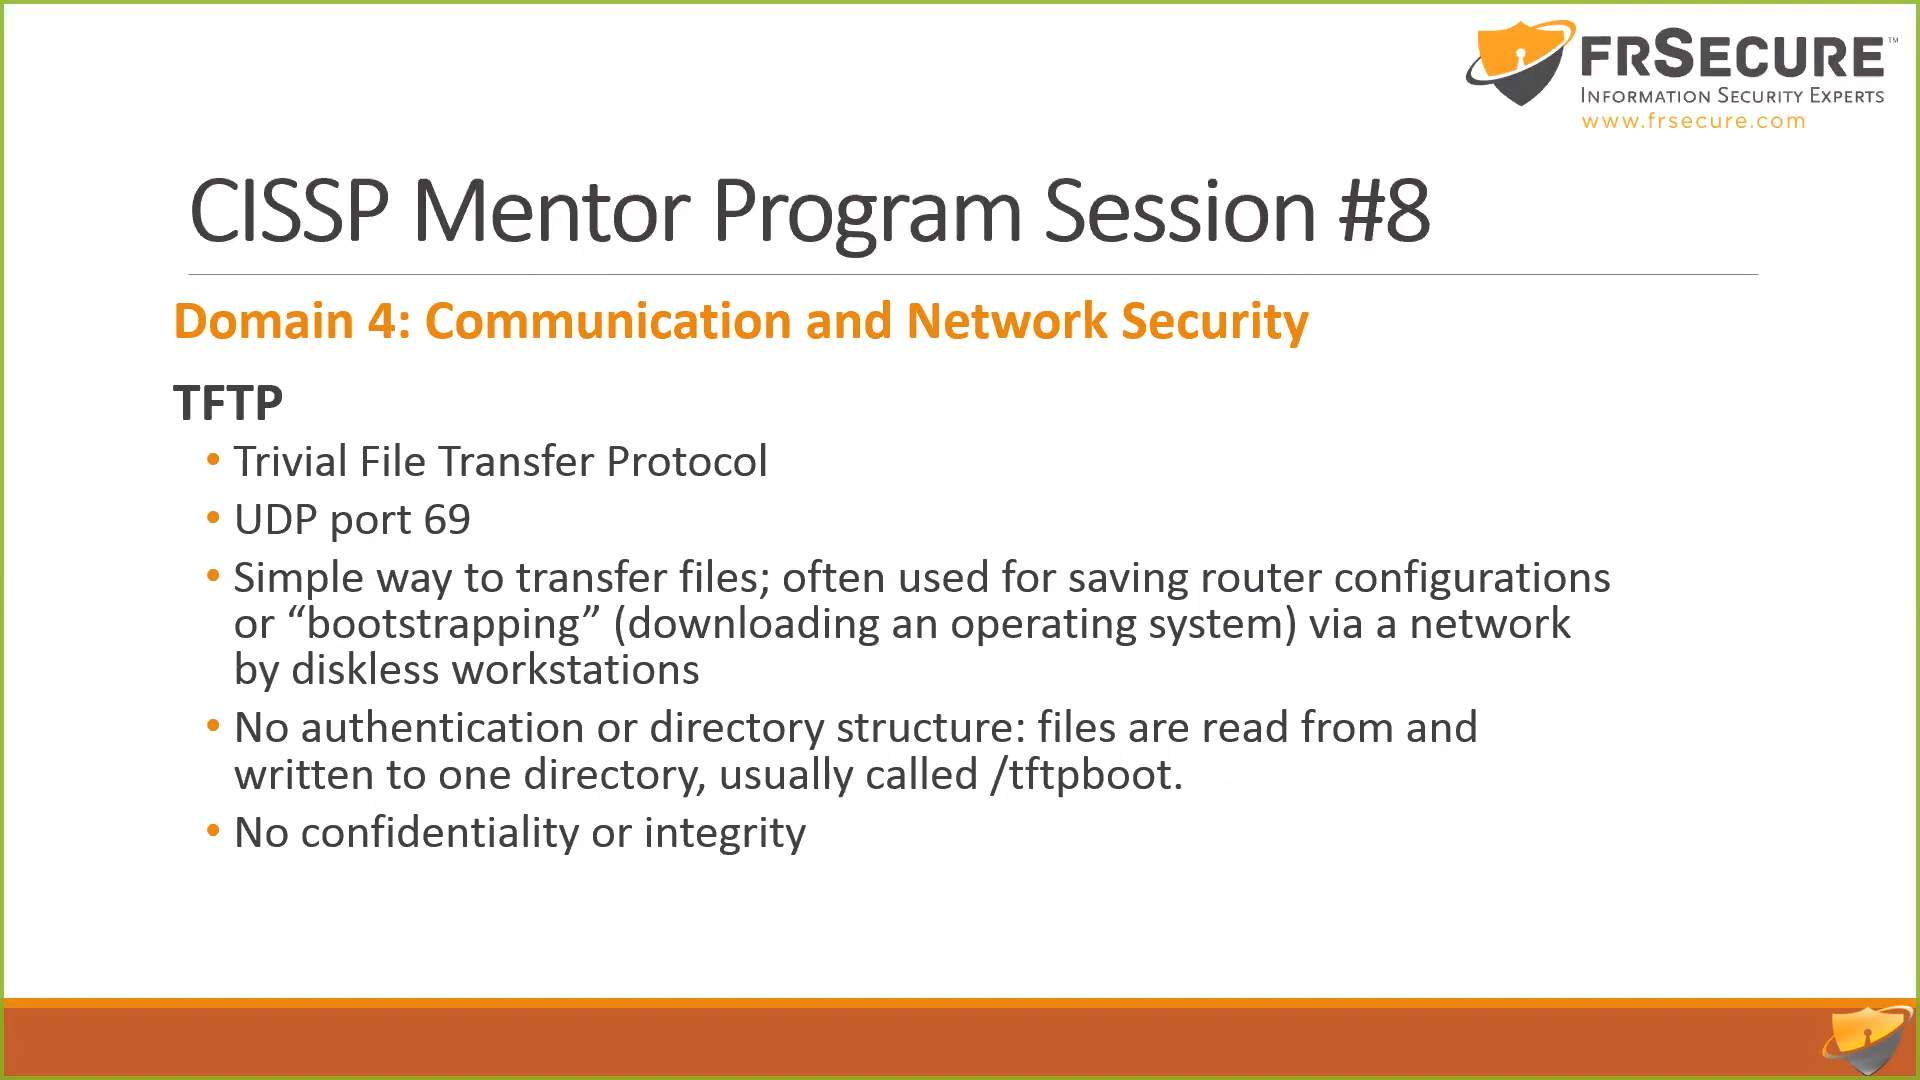 FRSECURE™
INFORMATION SECURITY EXPERTS
www.frsecure.com
CISSP Mentor Program Session #8
Domain 4: Communication and Network Security
TFTP
• Trivial File Transfer Protocol
• UDP port 69
• Simple way to transfer files; often used for saving router configurations
or “bootstrapping” (downloading an operating system) via a network
by diskless workstations
• No authentication or directory structure: files are read from and
written to one directory, usually called /tftpboot.
• No confidentiality or integrity